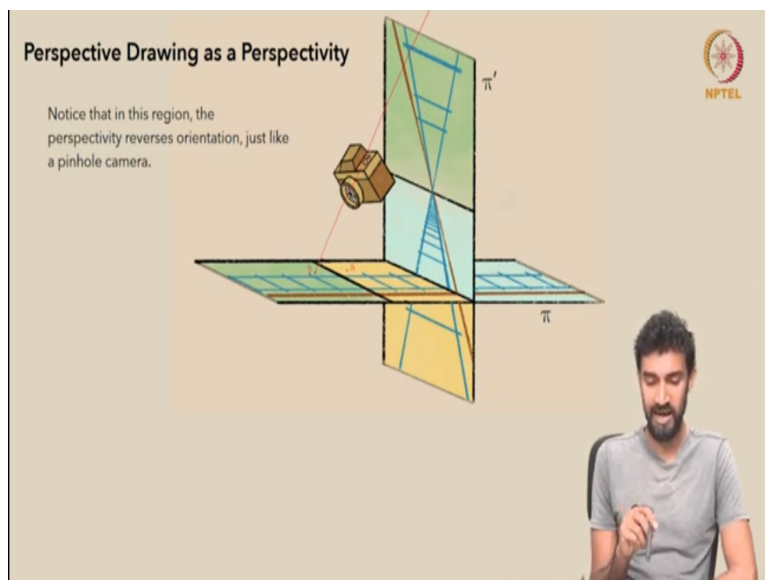 Perspective Drawing as a Perspectivity
Notice that in this region, the
perspectivity reverses orientation, just like
a pinhole camera.
π'
NPTEL
π